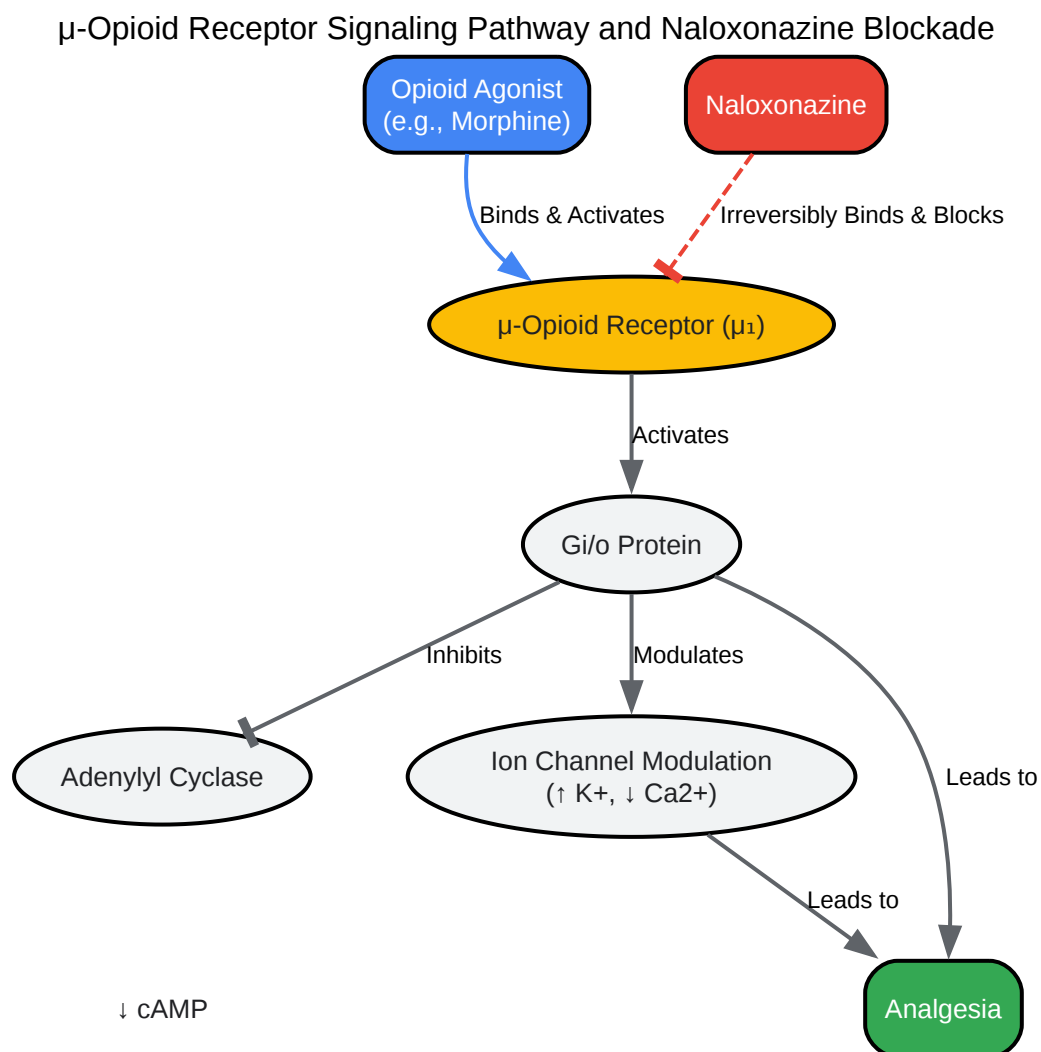 μ-Opioid Receptor Signaling Pathway and Naloxonazine Blockade
Opioid Agonist
(e.g., Morphine)
Naloxonazine
Binds & Activates
Irreversibly Binds & Blocks
μ-Opioid Receptor (μ₁)
Activates
Gi/o Protein
Inhibits
Modulates
Adenylyl Cyclase
Ion Channel Modulation
(↑ K+, ↓ Ca2+)
Leads to
Leads to
↓ cAMP
Analgesia